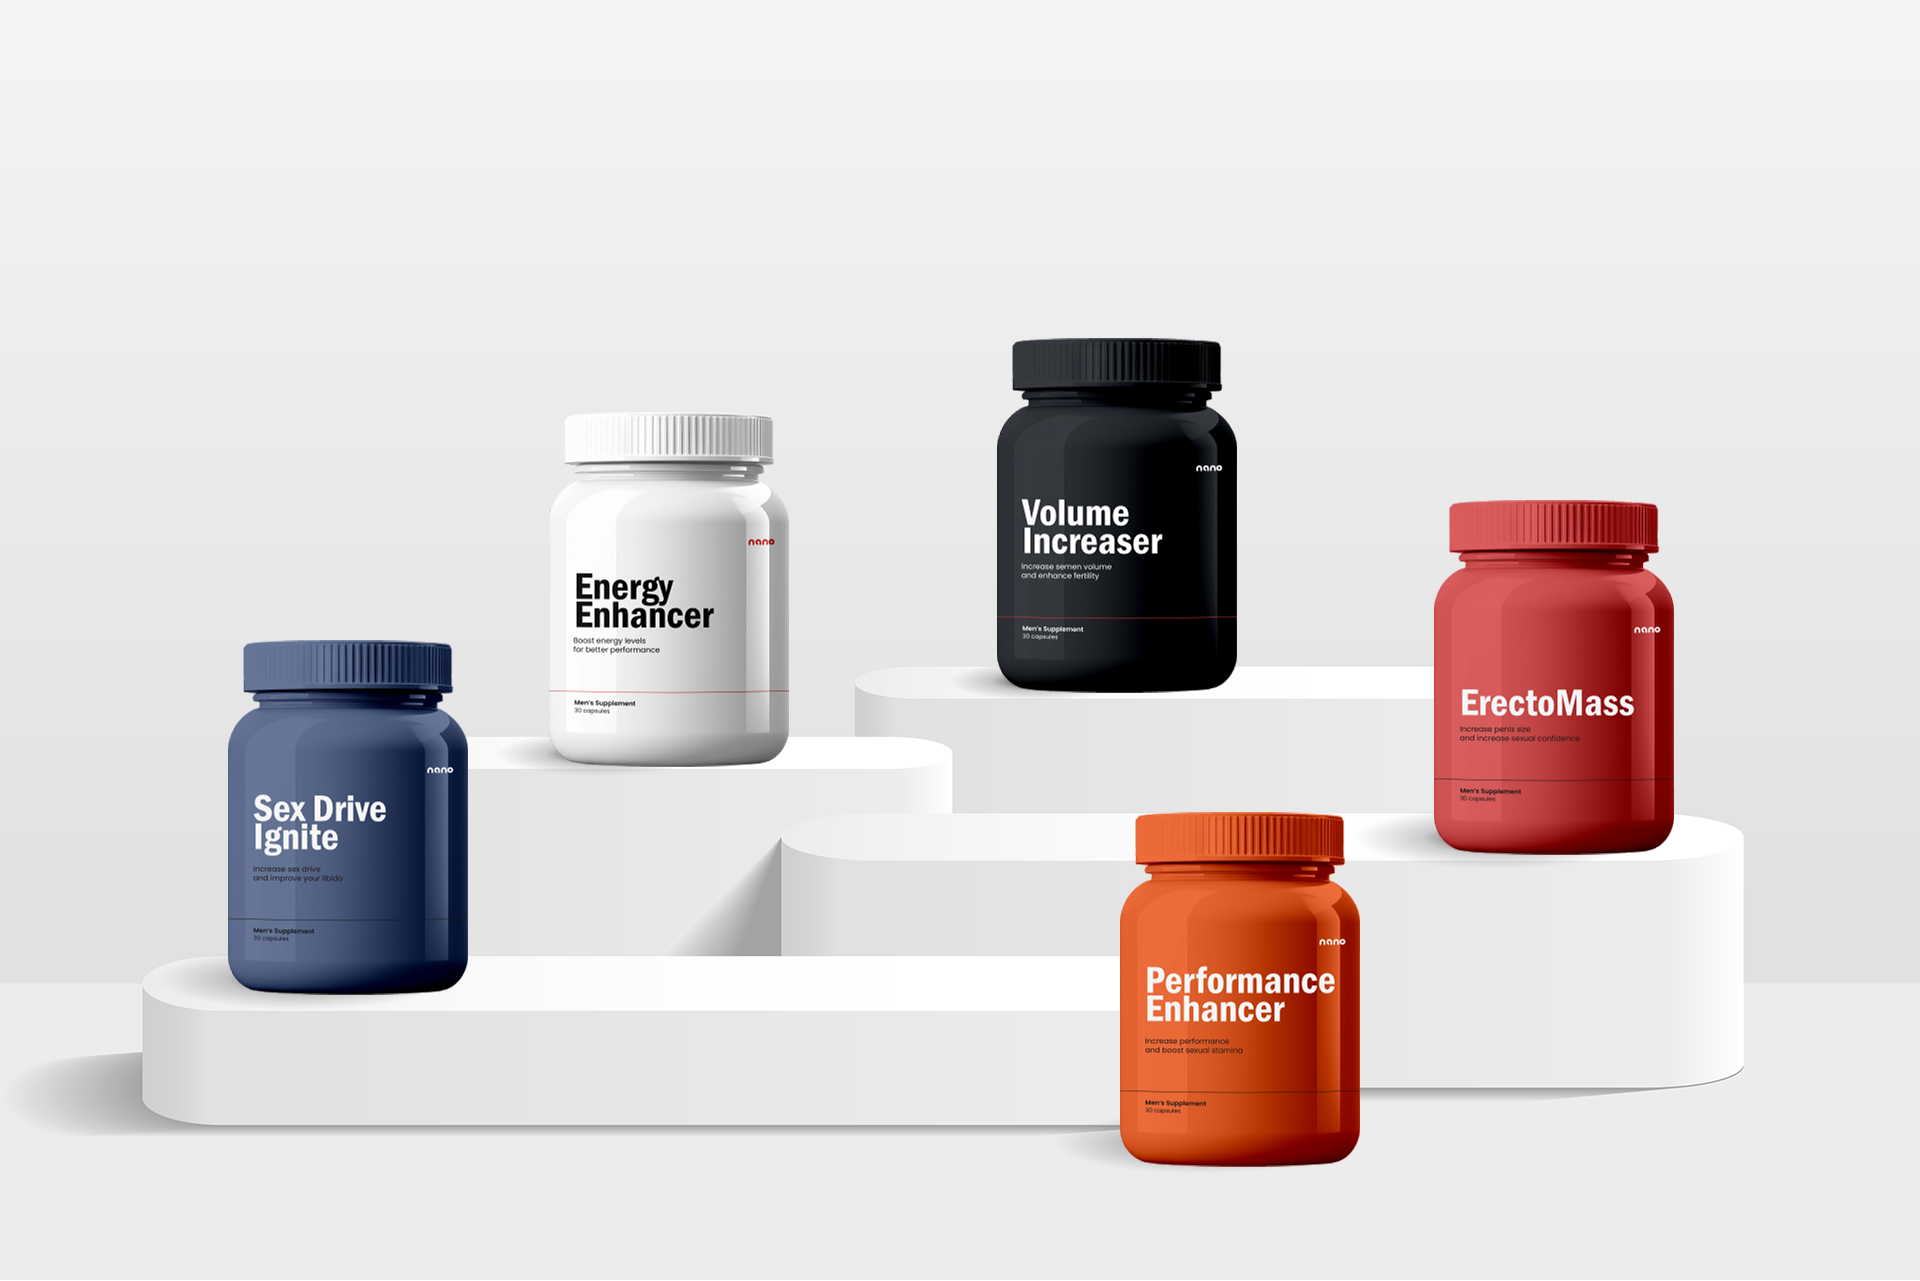 nano
Sex Drive
Ignite
Increase sex drive
and improve your libido
Men's Supplement
30 capsules
nano
Energy
Enhancer
Boost energy levels
for better performance
Men's Supplement
30 capsules
nano
Volume
Increaser
Increase semen volume
and enhance fertility
Men's Supplement
30 capsules
nano
Performance
Enhancer
Increase performance
and boost sexual stamina
Men's Supplement
30 capsules
nano
ErectoMass
Increase penis size
and increase sexual confidence
Men's Supplement
30 capsules